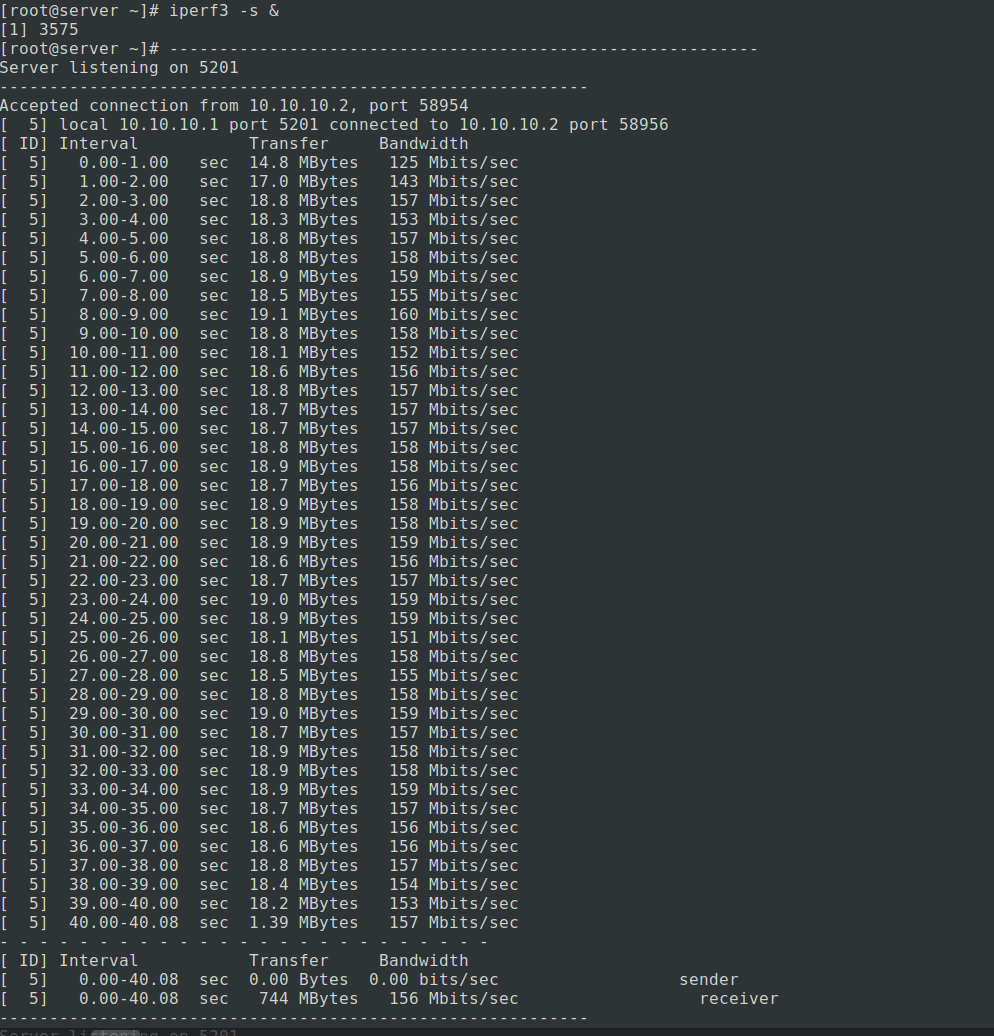 [root@server ~]# iperf3 -s &
[1] 3575
[root@server ~]# -----------------------------------------------------------
Server listening on 5201
-----------------------------------------------------------
Accepted connection from 10.10.10.2, port 58954
[  5] local 10.10.10.1 port 5201 connected to 10.10.10.2 port 58956
[ ID] Interval           Transfer     Bandwidth
[  5]   0.00-1.00   sec  14.8 MBytes   125 Mbits/sec
[  5]   1.00-2.00   sec  17.0 MBytes   143 Mbits/sec
[  5]   2.00-3.00   sec  18.8 MBytes   157 Mbits/sec
[  5]   3.00-4.00   sec  18.3 MBytes   153 Mbits/sec
[  5]   4.00-5.00   sec  18.8 MBytes   157 Mbits/sec
[  5]   5.00-6.00   sec  18.8 MBytes   158 Mbits/sec
[  5]   6.00-7.00   sec  18.9 MBytes   159 Mbits/sec
[  5]   7.00-8.00   sec  18.5 MBytes   155 Mbits/sec
[  5]   8.00-9.00   sec  19.1 MBytes   160 Mbits/sec
[  5]   9.00-10.00  sec  18.8 MBytes   158 Mbits/sec
[  5]  10.00-11.00  sec  18.1 MBytes   152 Mbits/sec
[  5]  11.00-12.00  sec  18.6 MBytes   156 Mbits/sec
[  5]  12.00-13.00  sec  18.8 MBytes   157 Mbits/sec
[  5]  13.00-14.00  sec  18.7 MBytes   157 Mbits/sec
[  5]  14.00-15.00  sec  18.7 MBytes   157 Mbits/sec
[  5]  15.00-16.00  sec  18.8 MBytes   158 Mbits/sec
[  5]  16.00-17.00  sec  18.9 MBytes   158 Mbits/sec
[  5]  17.00-18.00  sec  18.7 MBytes   156 Mbits/sec
[  5]  18.00-19.00  sec  18.9 MBytes   158 Mbits/sec
[  5]  19.00-20.00  sec  18.9 MBytes   158 Mbits/sec
[  5]  20.00-21.00  sec  18.9 MBytes   159 Mbits/sec
[  5]  21.00-22.00  sec  18.6 MBytes   156 Mbits/sec
[  5]  22.00-23.00  sec  18.7 MBytes   157 Mbits/sec
[  5]  23.00-24.00  sec  19.0 MBytes   159 Mbits/sec
[  5]  24.00-25.00  sec  18.9 MBytes   159 Mbits/sec
[  5]  25.00-26.00  sec  18.1 MBytes   151 Mbits/sec
[  5]  26.00-27.00  sec  18.8 MBytes   158 Mbits/sec
[  5]  27.00-28.00  sec  18.5 MBytes   155 Mbits/sec
[  5]  28.00-29.00  sec  18.8 MBytes   158 Mbits/sec
[  5]  29.00-30.00  sec  19.0 MBytes   159 Mbits/sec
[  5]  30.00-31.00  sec  18.7 MBytes   157 Mbits/sec
[  5]  31.00-32.00  sec  18.9 MBytes   158 Mbits/sec
[  5]  32.00-33.00  sec  18.9 MBytes   158 Mbits/sec
[  5]  33.00-34.00  sec  18.9 MBytes   159 Mbits/sec
[  5]  34.00-35.00  sec  18.7 MBytes   157 Mbits/sec
[  5]  35.00-36.00  sec  18.6 MBytes   156 Mbits/sec
[  5]  36.00-37.00  sec  18.6 MBytes   156 Mbits/sec
[  5]  37.00-38.00  sec  18.8 MBytes   157 Mbits/sec
[  5]  38.00-39.00  sec  18.4 MBytes   154 Mbits/sec
[  5]  39.00-40.00  sec  18.2 MBytes   153 Mbits/sec
[  5]  40.00-40.08  sec  1.39 MBytes   157 Mbits/sec
- - - - - - - - - - - - - - - - - - - - - - - - -
[ ID] Interval           Transfer     Bandwidth
[  5]   0.00-40.08  sec  0.00 Bytes  0.00 bits/sec                  sender
[  5]   0.00-40.08  sec   744 MBytes   156 Mbits/sec                  receiver
-----------------------------------------------------------
Server listening on 5201